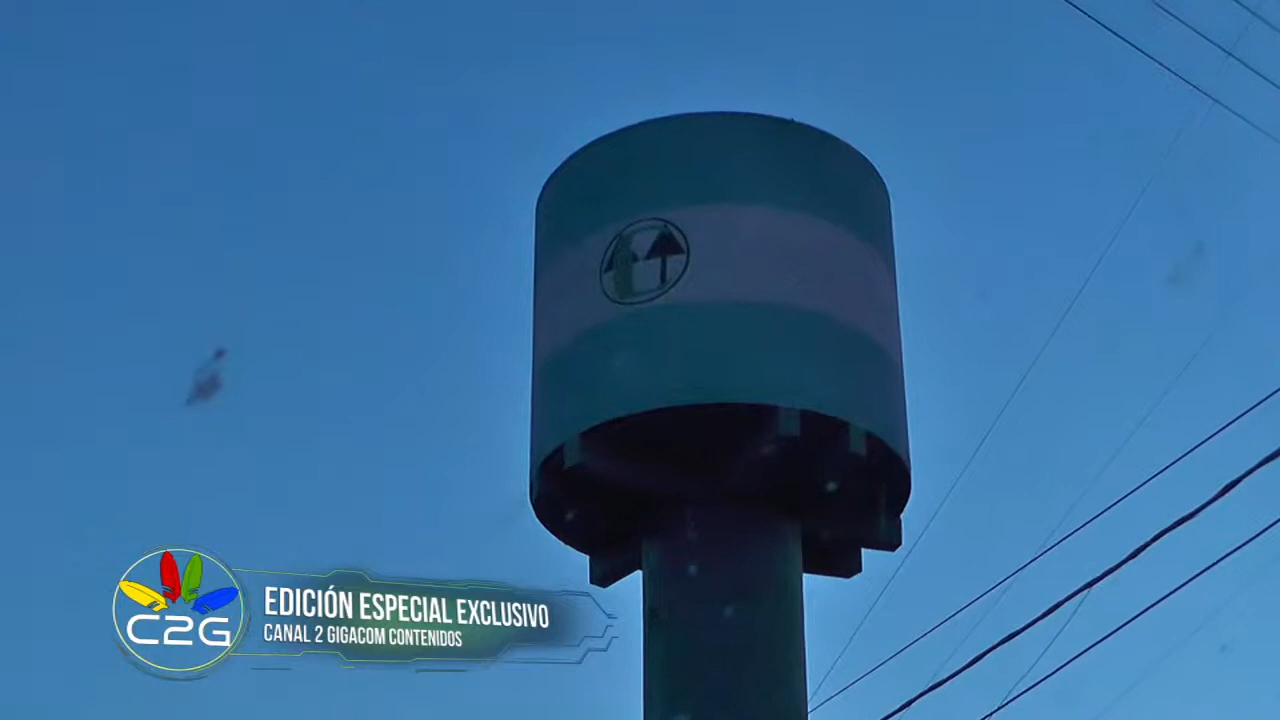 EDICIÓN ESPECIAL EXCLUSIVO
CANAL 2 GIGACOM CONTENIDOS
C2G